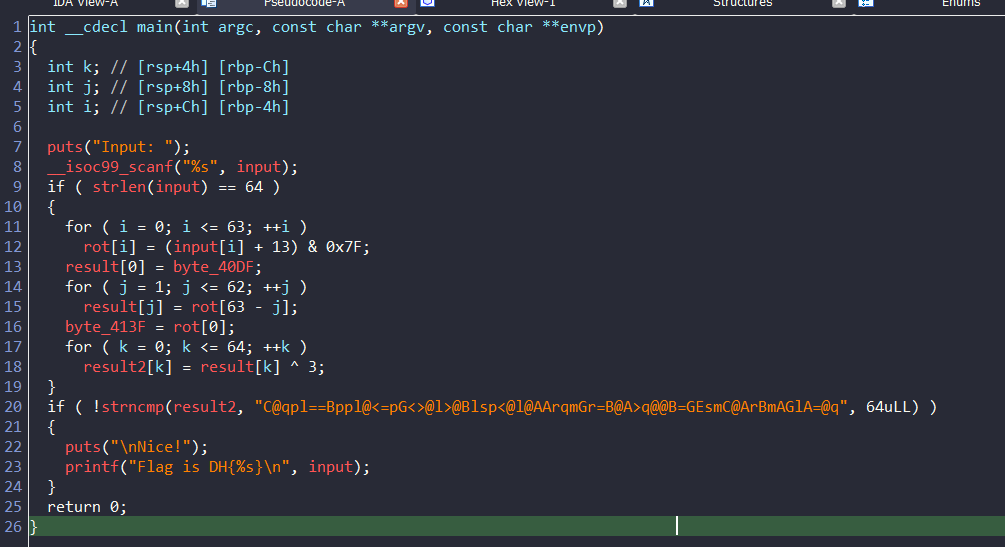 IDA View-A Pseudocode-A Hex View-1 Structures Enums
1 int __cdecl main(int argc, const char **argv, const char **envp)
2 {
3   int k; // [rsp+4h] [rbp-Ch]
4   int j; // [rsp+8h] [rbp-8h]
5   int i; // [rsp+Ch] [rbp-4h]
6
7   puts("Input: ");
8   __isoc99_scanf("%s", input);
9   if ( strlen(input) == 64 )
10   {
11     for ( i = 0; i <= 63; ++i )
12       rot[i] = (input[i] + 13) & 0x7F;
13     result[0] = byte_40DF;
14     for ( j = 1; j <= 62; ++j )
15       result[j] = rot[63 - j];
16     byte_413F = rot[0];
17     for ( k = 0; k <= 64; ++k )
18       result2[k] = result[k] ^ 3;
19   }
20   if ( !strncmp(result2, "C@qpl==Bppl@<=pG<>@l>@Blsp<@l@AArqmGr=B@A>q@@B=GEsmC@ArBmAGlA=@q", 64uLL) )
21   {
22     puts("\nNice!");
23     printf("Flag is DH{%s}\n", input);
24   }
25   return 0;
26 }